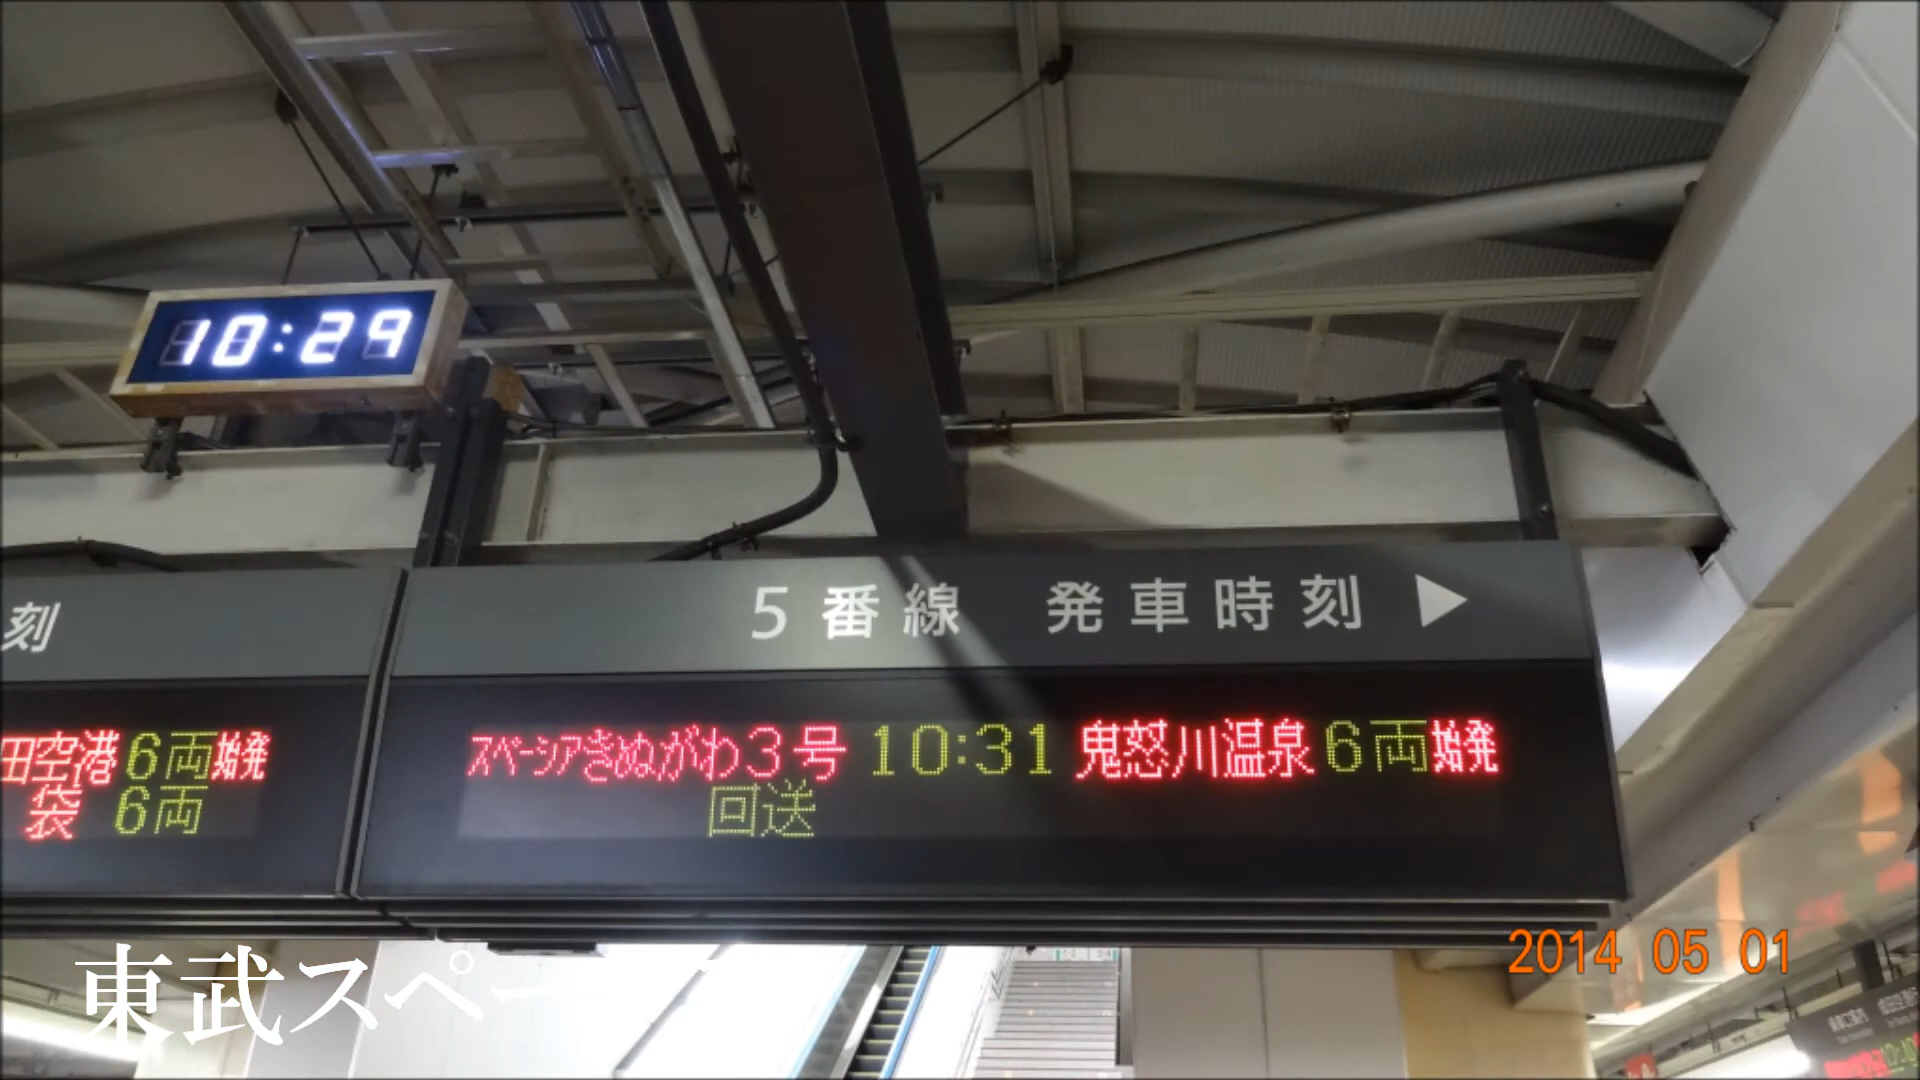 10:29
刻
5番線 発車時刻 ▶
田空港 6両 始発
袋 6両
スペーシアきぬがわ3号 10:31 鬼怒川温泉 6両 始発
回送
2014 05 01
東武スペー